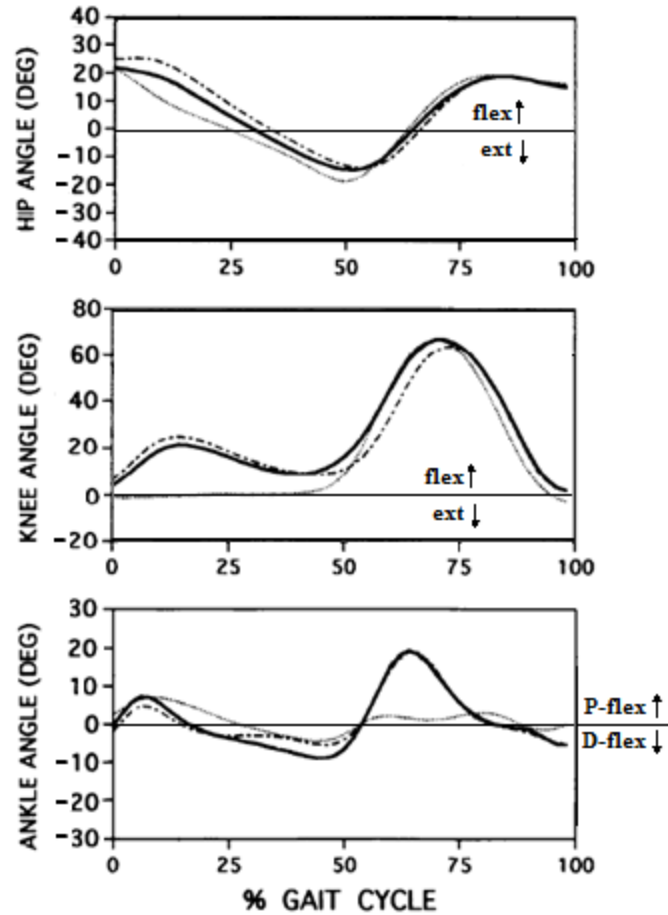 HIP ANGLE (DEG)
40
30
20
10
0
-10
-20
-30
-40
flex ↑
ext ↓
0 25 50 75 100
KNEE ANGLE (DEG)
80
60
40
20
0
-20
flex ↑
ext ↓
0 25 50 75 100
ANKLE ANGLE (DEG)
30
20
10
0
-10
-20
-30
P-flex ↑
D-flex ↓
0 25 50 75 100
% GAIT CYCLE